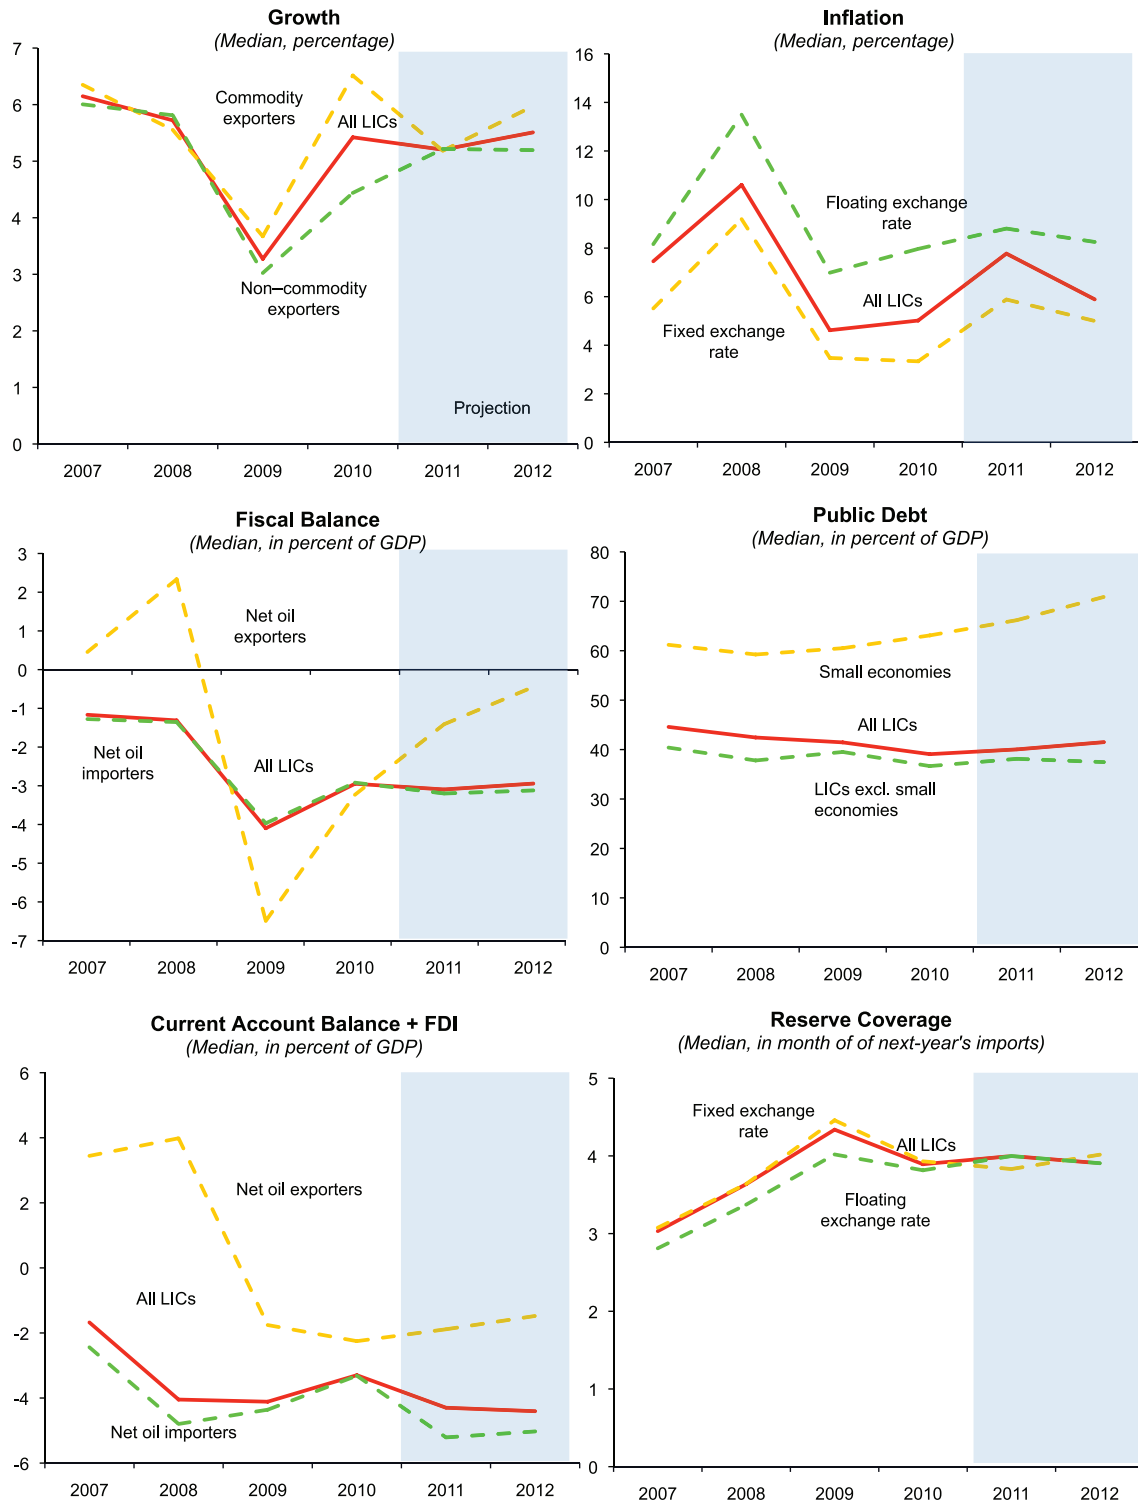 Growth
(Median, percentage)
7
6
5
4
3
2
1
0
Commodity
exporters
All LICs
Non–commodity
exporters
Projection
2007
2008
2009
2010
2011
2012
Inflation
(Median, percentage)
16
14
12
10
8
6
4
2
0
Floating exchange
rate
All LICs
Fixed exchange
rate
2007
2008
2009
2010
2011
2012
Fiscal Balance
(Median, in percent of GDP)
3
2
1
0
-1
-2
-3
-4
-5
-6
-7
Net oil
exporters
Net oil
importers
All LICs
2007
2008
2009
2010
2011
2012
Public Debt
(Median, in percent of GDP)
80
70
60
50
40
30
20
10
0
Small economies
All LICs
LICs excl. small
economies
2007
2008
2009
2010
2011
2012
Current Account Balance + FDI
(Median, in percent of GDP)
6
4
2
0
-2
-4
-6
Net oil exporters
All LICs
Net oil importers
2007
2008
2009
2010
2011
2012
Reserve Coverage
(Median, in month of of next-year's imports)
5
4
3
2
1
0
Fixed exchange
rate
All LICs
Floating
exchange rate
2007
2008
2009
2010
2011
2012